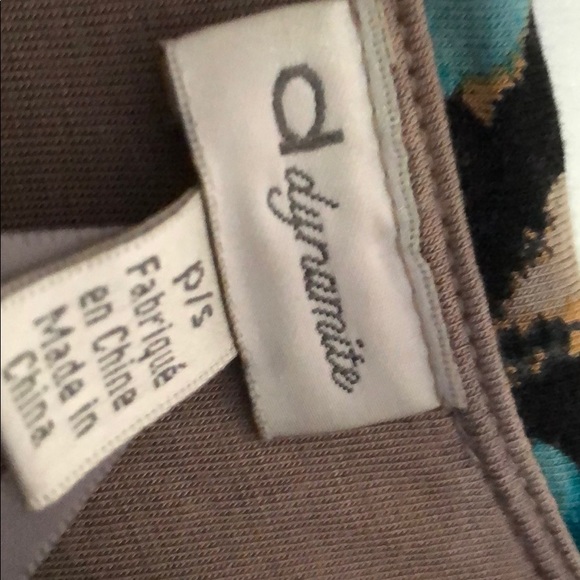 d
dynamite
p/s
Fabriqué
en Chine
Made in
China